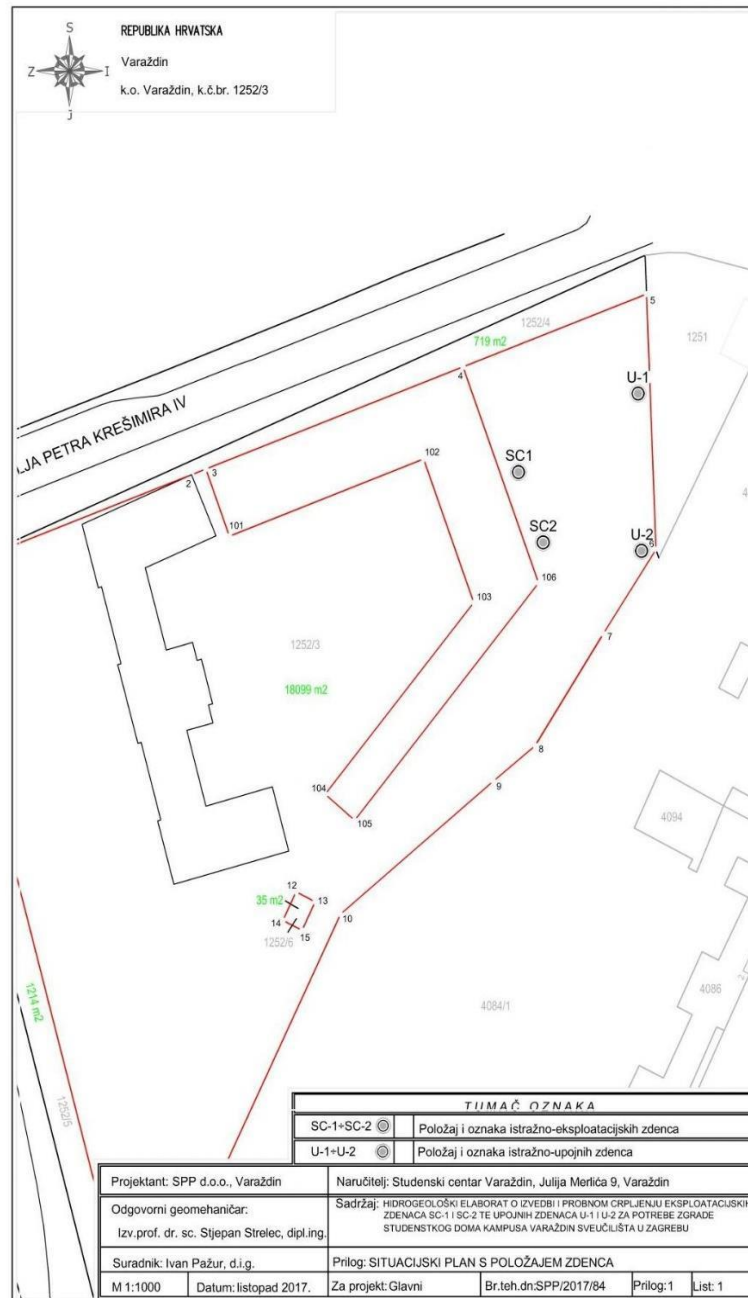 S
REPUBLIKA HRVATSKA
Z
I
Varaždin
k.o. Varaždin, k.č.br. 1252/3
J
5
1252/4
1251
719 m2
4
U-1
LJA PETRA KREŠIMIRA IV
102
SC1
2
3
101
SC2
U-2
6
106
103
7
1252/3
18099 m2
8
9
104
105
4094
12
35 m2
13
10
14
15
1252/6
4086
1214 m2
4084/1
1252/5
TUMAČ OZNAKA
SC-1÷SC-2 Položaj i oznaka istražno-eksploatacijskih zdenca
U-1÷U-2 Položaj i oznaka istražno-upojnih zdenca
Projektant: SPP d.o.o., Varaždin
Naručitelj: Studenski centar Varaždin, Julija Merlića 9, Varaždin
Odgovorni geomehaničar:
Izv.prof. dr. sc. Stjepan Strelec, dipl.ing.
Sadržaj: HIDROGEOLOŠKI ELABORAT O IZVEDBI I PROBNOM CRPLJENJU EKSPLOATACIJSKIH
ZDENACA SC-1 I SC-2 TE UPOJNIH ZDENACA U-1 I U-2 ZA POTREBE ZGRADE
STUDENSTKOG DOMA KAMPUSA VARAŽDIN SVEUČILIŠTA U ZAGREBU
Suradnik: Ivan Pažur, d.i.g.
Prilog: SITUACIJSKI PLAN S POLOŽAJEM ZDENCA
M 1:1000
Datum: listopad 2017.
Za projekt: Glavni
Br.teh.dn:SPP/2017/84
Prilog:1
List: 1